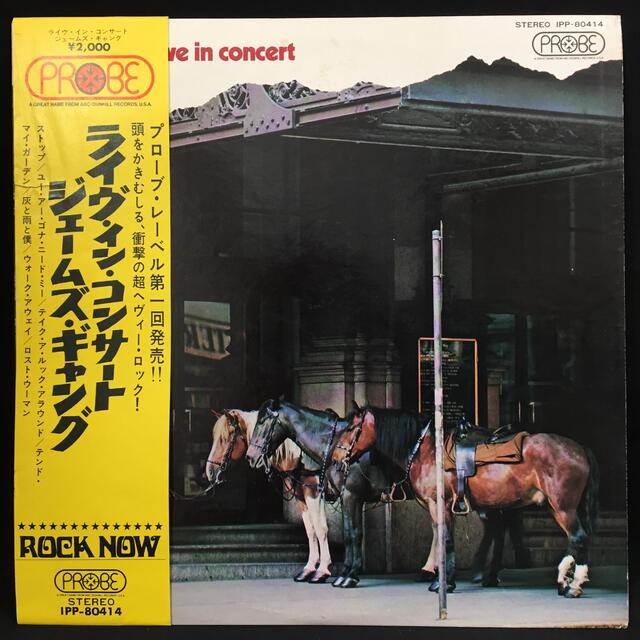 ライヴ・イン・コンサート
ジェームズ・ギャング
¥2,000
PROBE
A GREAT NAME FROM ABC/DUNHILL RECORDS, U.S.A.
ライヴ・イン・コンサート
ジェームズ・ギャング
プローブ・レーベル第一回発売!!
頭をかきむしる、衝撃の超ヘヴィー・ロック!
ストップ/ユー・アー・ゴナ・ニード・ミー/テイク・ア・ルック・アラウンド/テンド・
マイ・ガーデン/灰と雨と僕/ウォーク・アウェイ/ロスト・ウーマン
ROCK NOW
PROBE
STEREO
IPP-80414
ve in concert
STEREO IPP-80414
PROBE